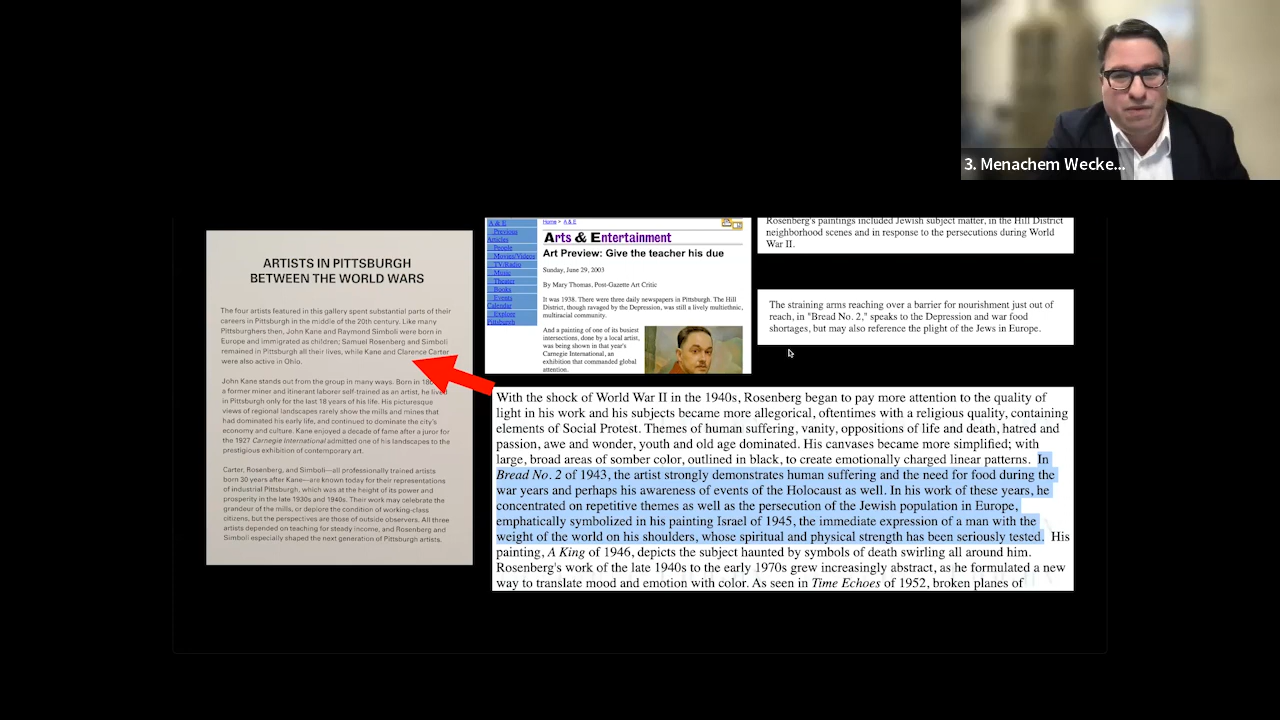 3. Menachem Wecke...
ARTISTS IN PITTSBURGH
BETWEEN THE WORLD WARS
The four artists featured in this gallery spent substantial parts of their
careers in Pittsburgh in the middle of the 20th century. Like many
Pittsburghers then, John Kane and Raymond Simboli were born in
Europe and immigrated as children; Samuel Rosenberg and Simboli
remained in Pittsburgh all their lives, while Kane and Clarence Carter
were also active in Ohio.
John Kane stands out from the group in many ways. Born in
a former miner and itinerant laborer self-trained as an artist, he lived
in Pittsburgh only for the last 18 years of his life. His picturesque
views of regional landscapes rarely show the mills and mines that
had dominated his early life, and continued to dominate the city's
economy and culture. Kane enjoyed a decade of fame after a juror for
the 1927 Carnegie International admitted one of his landscapes to the
prestigious exhibition of contemporary art.
Carter, Rosenberg, and Simboli—all professionally trained artists
born 30 years after Kane—are known today for their representations
of industrial Pittsburgh, which was at the height of its power and
prosperity in the late 1930s and 1940s. Their work may celebrate the
grandeur of the mills, or deplore the condition of working-class
citizens, but the perspectives are those of outside observers. All three
artists depended on teaching for steady income, and Rosenberg and
Simboli especially shaped the next generation of Pittsburgh artists.
A & E
Previous
Articles
People
Movies/Videos
TV/Radio
Music
Theater
Books
Events
Calendar
Explore
Pittsburgh
Home > A & E
Arts & Entertainment
Art Preview: Give the teacher his due
Sunday, June 29, 2003
By Mary Thomas, Post-Gazette Art Critic
It was 1938. There were three daily newspapers in Pittsburgh. The Hill
District, though ravaged by the Depression, was still a lively multiethnic,
multiracial community.
And a painting of one of its busiest
intersections, done by a local artist,
was being shown in that year's
Carnegie International, an
exhibition that commanded global
attention.
Rosenberg's paintings included Jewish subject matter, in the Hill District
neighborhood scenes and in response to the persecutions during World
War II.
The straining arms reaching over a barrier for nourishment just out of
reach, in "Bread No. 2," speaks to the Depression and war food
shortages, but may also reference the plight of the Jews in Europe.
With the shock of World War II in the 1940s, Rosenberg began to pay more attention to the quality of
light in his work and his subjects became more allegorical, oftentimes with a religious quality, containing
elements of Social Protest. Themes of human suffering, vanity, oppositions of life and death, hatred and
passion, awe and wonder, youth and old age dominated. His canvases became more simplified; with
large, broad areas of somber color, outlined in black, to create emotionally charged linear patterns. In
Bread No. 2 of 1943, the artist strongly demonstrates human suffering and the need for food during the
war years and perhaps his awareness of events of the Holocaust as well. In his work of these years, he
concentrated on repetitive themes as well as the persecution of the Jewish population in Europe,
emphatically symbolized in his painting Israel of 1945, the immediate expression of a man with the
weight of the world on his shoulders, whose spiritual and physical strength has been seriously tested. His
painting, A King of 1946, depicts the subject haunted by symbols of death swirling all around him.
Rosenberg's work of the late 1940s to the early 1970s grew increasingly abstract, as he formulated a new
way to translate mood and emotion with color. As seen in Time Echoes of 1952, broken planes of